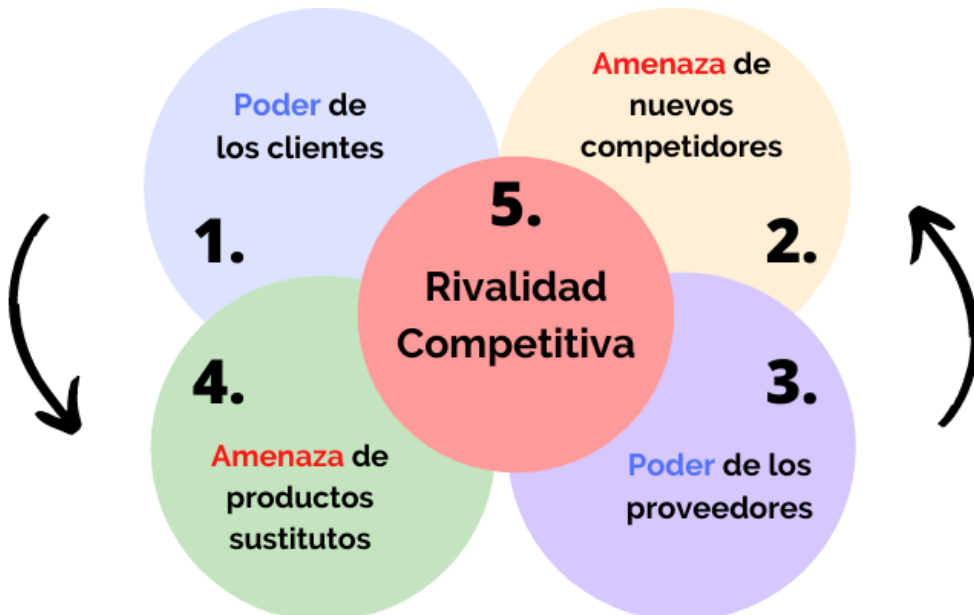 Poder de
los clientes
1.
Amenaza de
nuevos
competidores
2.
3.
Poder de los
proveedores
4.
Amenaza de
productos
sustitutos
5.
Rivalidad
Competitiva